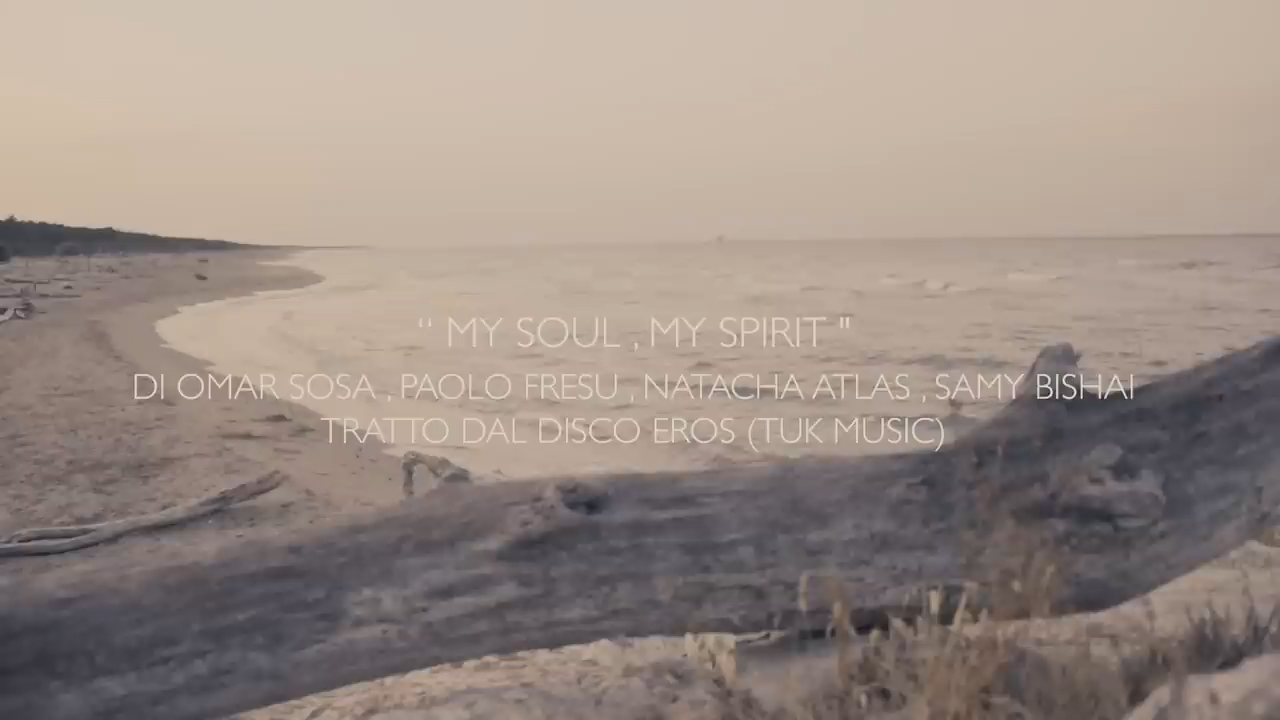 " MY SOUL , MY SPIRIT "
DI OMAR SOSA , PAOLO FRESU , NATACHA ATLAS , SAMY BISHAI
TRATTO DAL DISCO EROS (TUK MUSIC)